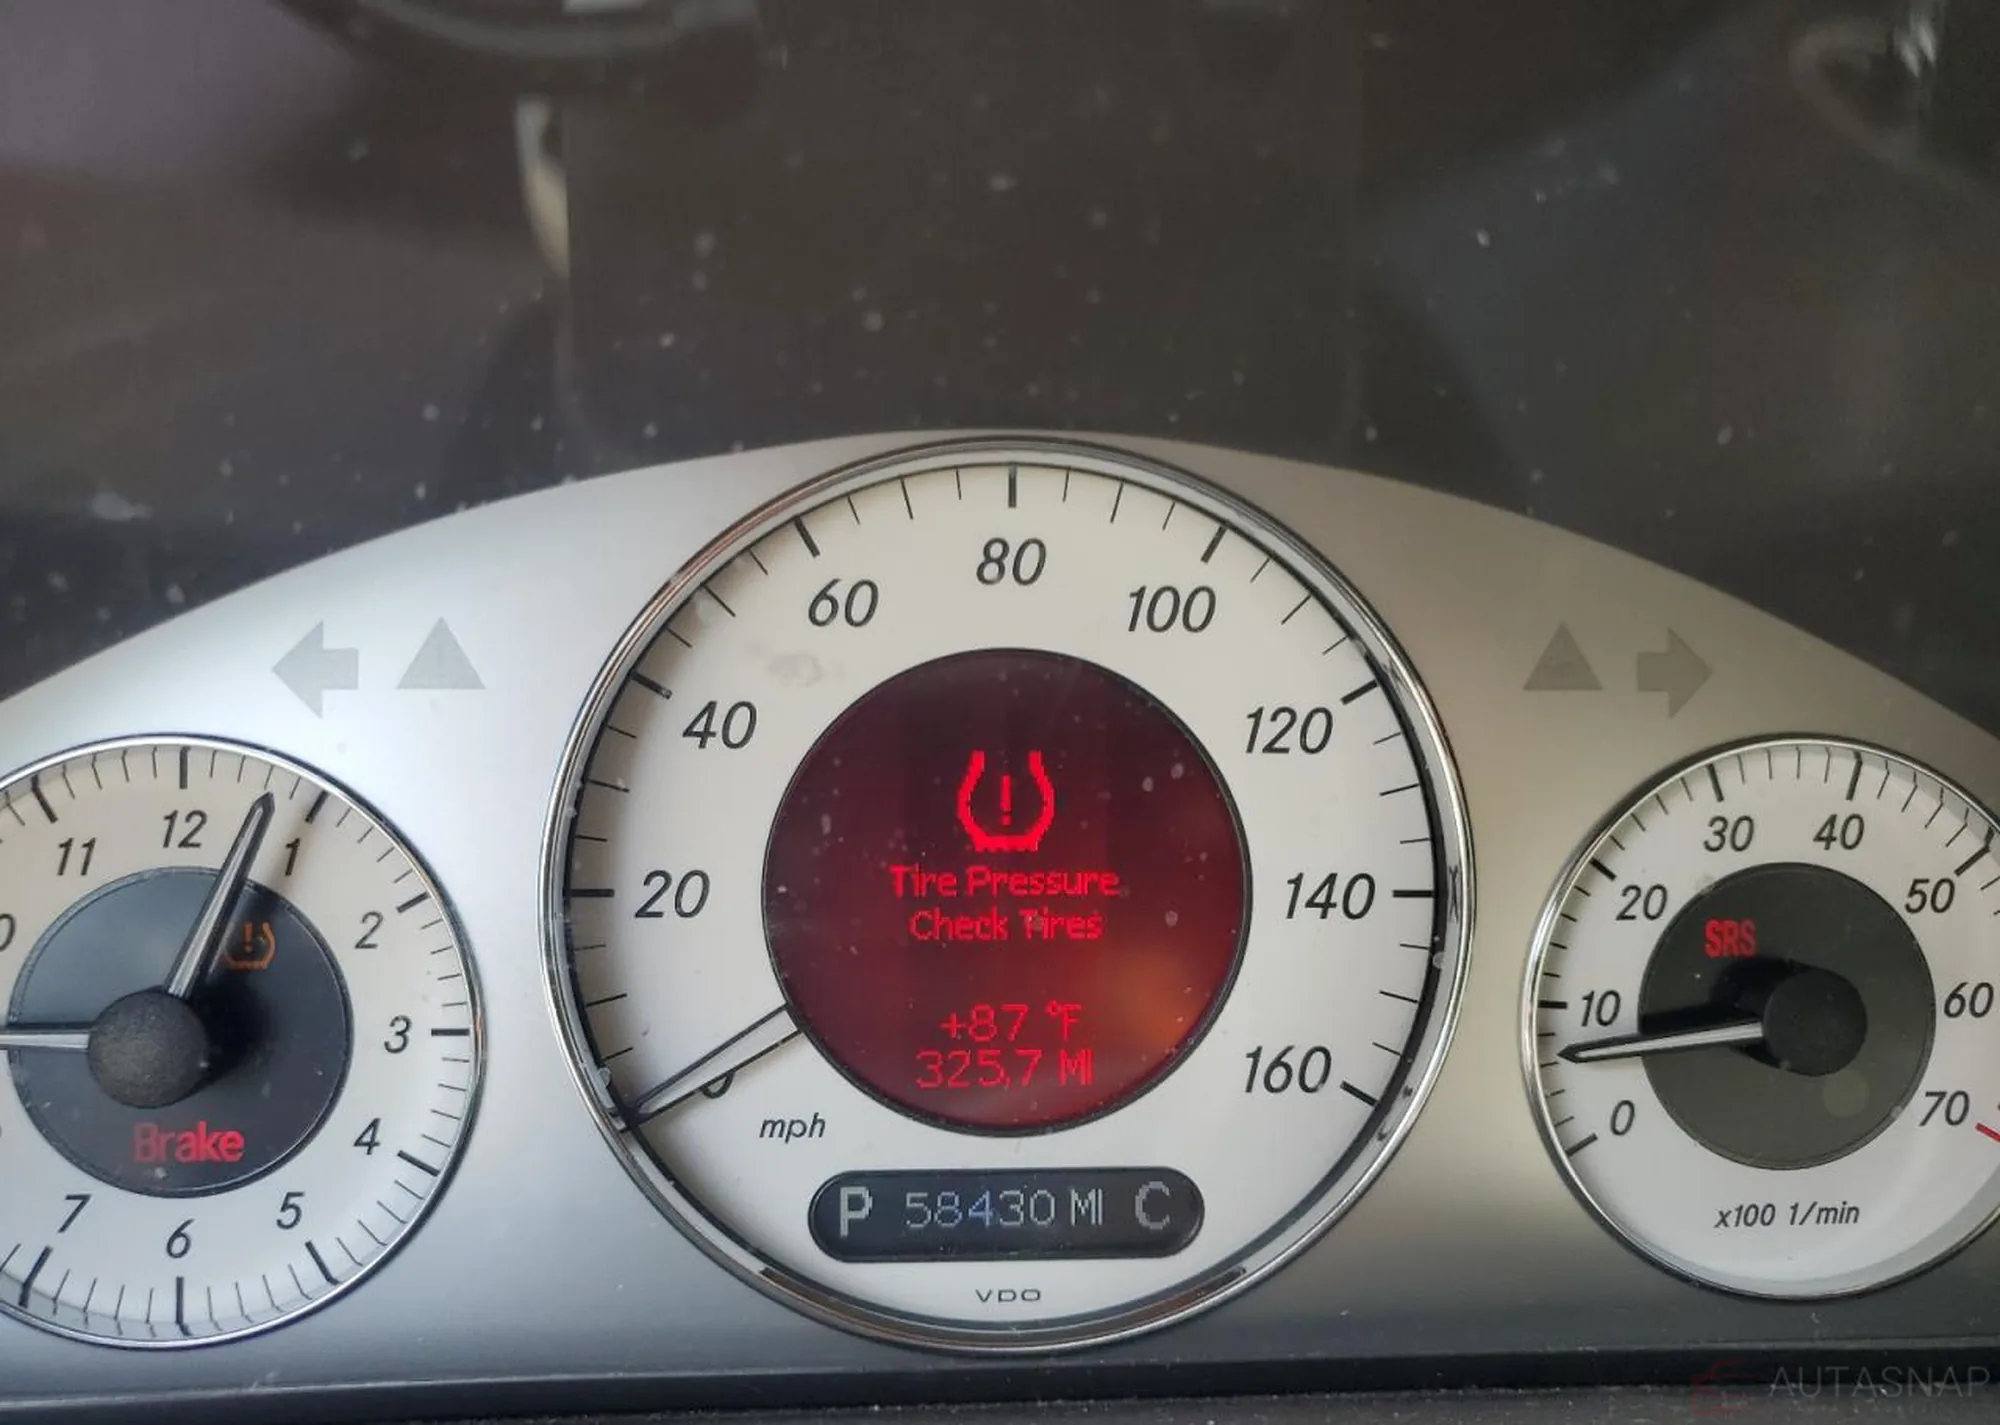 80
60
100
40
120
20
140
160
mph
Tire Pressure
Check Tires
+87 °F
325,7 MI
P 58430 MI C
VDO
12
11
1
2
3
4
5
6
7
Brake
30
40
20
50
10
60
0
70
SRS
x100 1/min
AUTASNAP